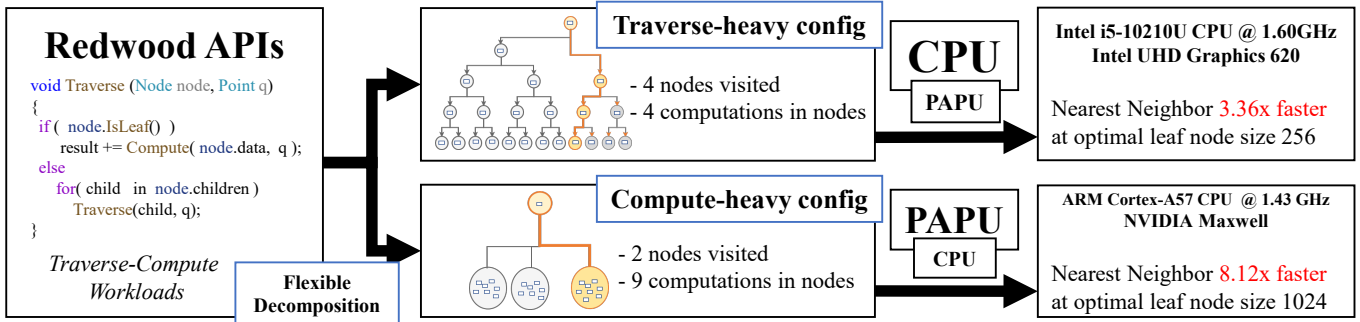 Redwood APIs
void Traverse (Node node, Point q)
{
if ( node.IsLeaf() )
result += Compute( node.data, q );
else
for( child in node.children )
Traverse(child, q);
}
Traverse-Compute
Workloads
Flexible
Decomposition
Traverse-heavy config
- 4 nodes visited
- 4 computations in nodes
CPU
PAPU
Intel i5-10210U CPU @ 1.60GHz
Intel UHD Graphics 620
Nearest Neighbor 3.36x faster
at optimal leaf node size 256
Compute-heavy config
- 2 nodes visited
- 9 computations in nodes
PAPU
CPU
ARM Cortex-A57 CPU @ 1.43 GHz
NVIDIA Maxwell
Nearest Neighbor 8.12x faster
at optimal leaf node size 1024